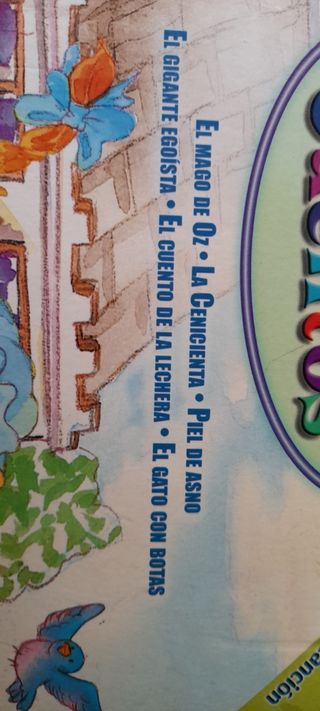 EL MAGO DE OZ • LA CENICIENTA • PIEL DE ASNO
EL GIGANTE EGOÍSTA • EL CUENTO DE LA LECHERA • EL GATO CON BOTAS